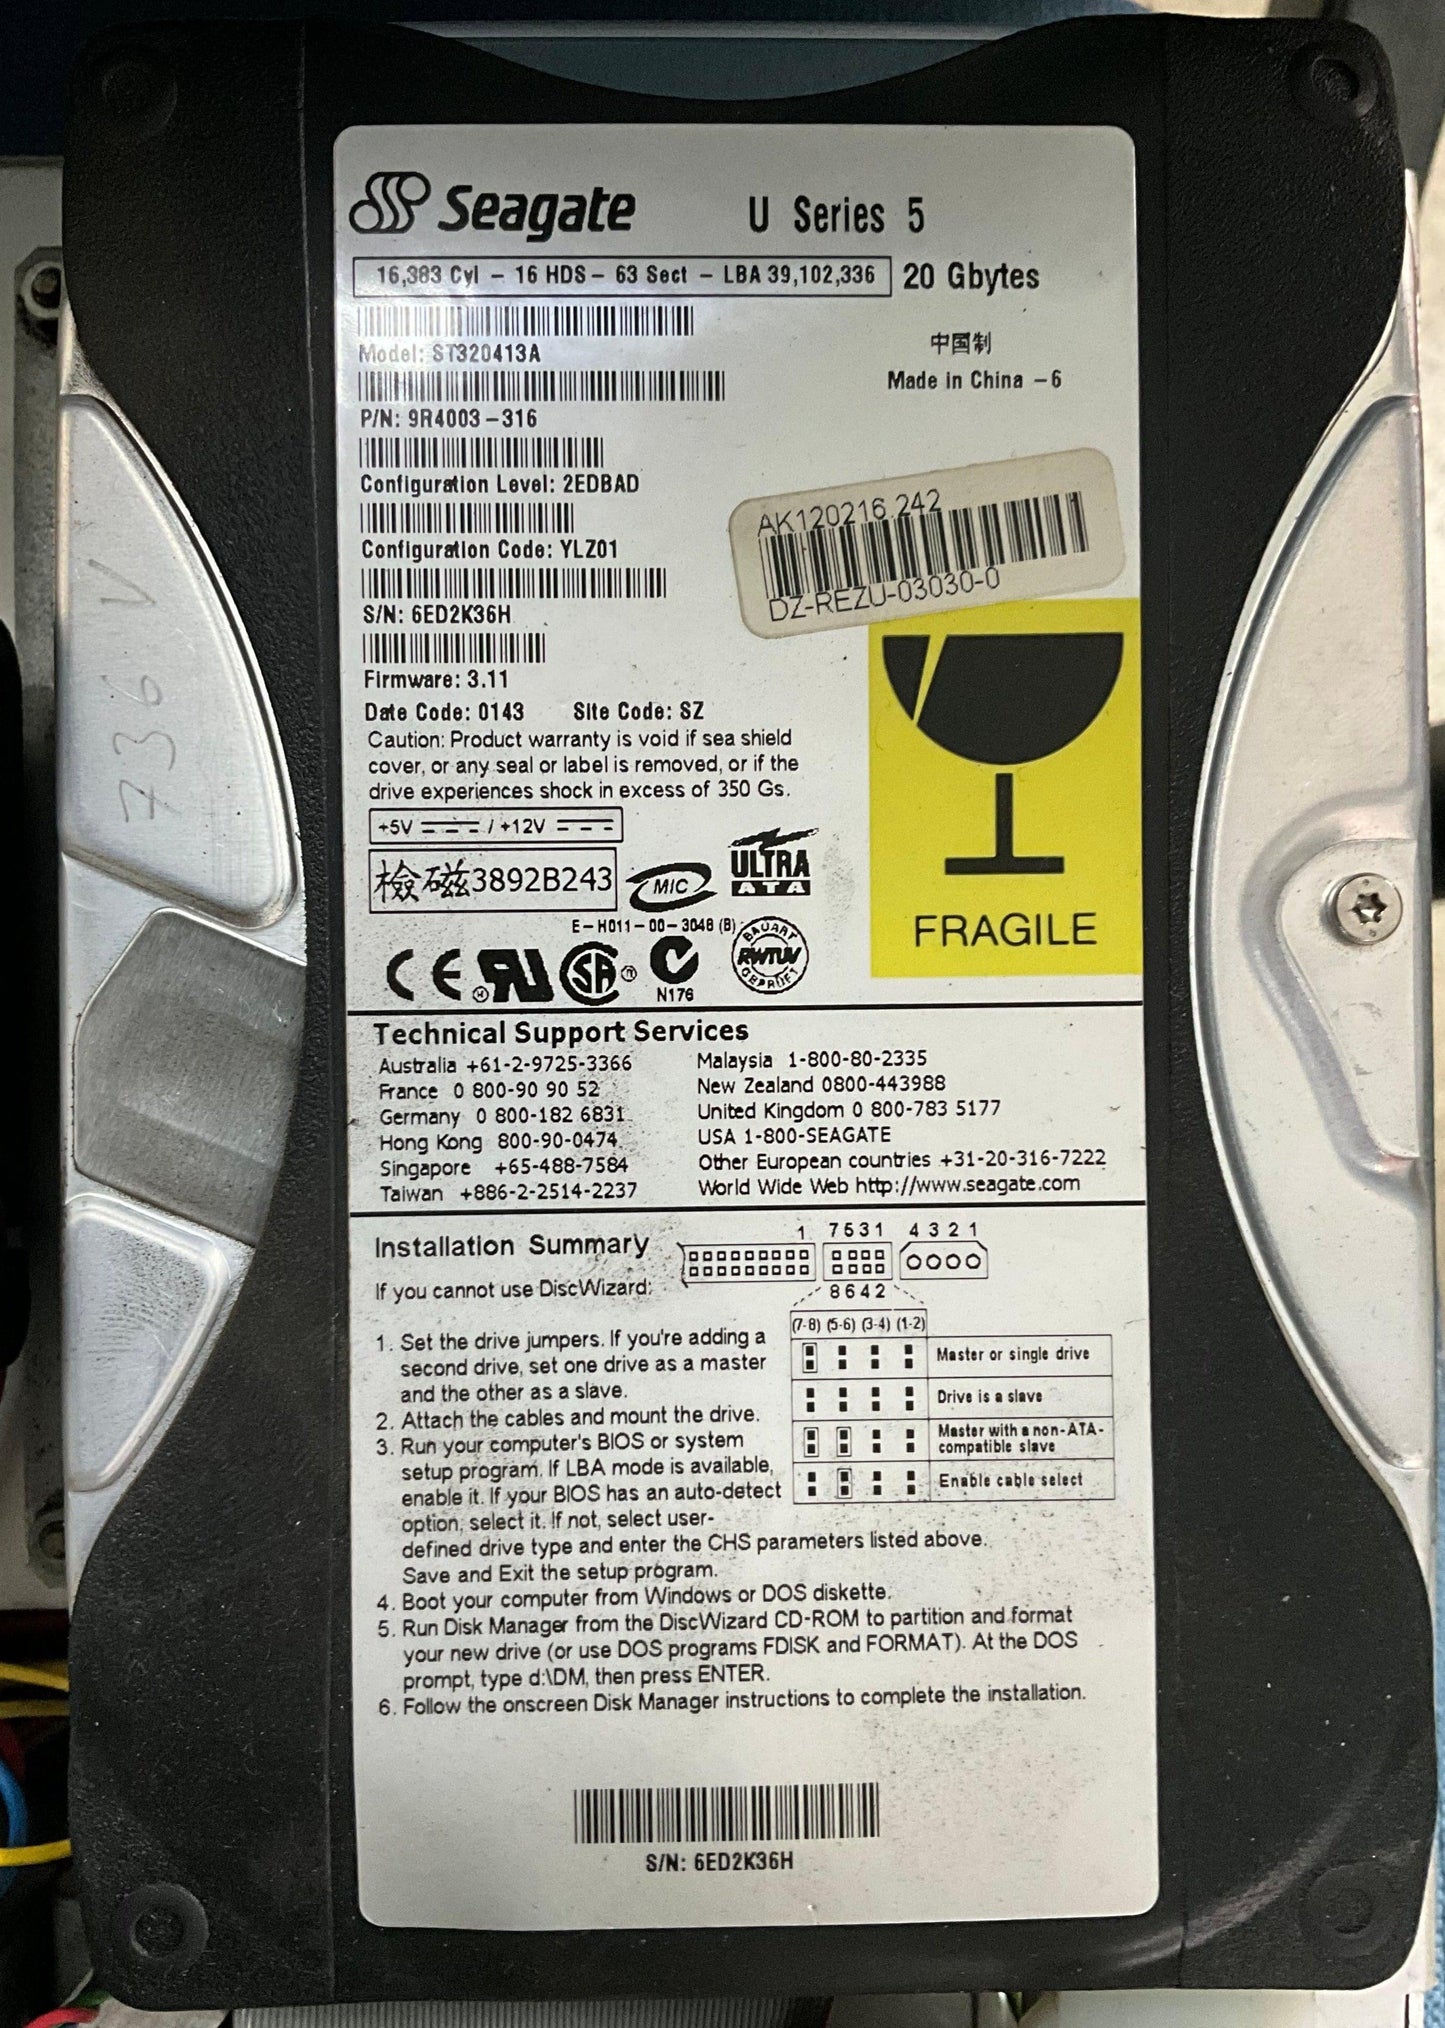 Seagate
U Series 5
16,383 Cyl - 16 HDS - 63 Sect - LBA 39,102,336
20 Gbytes
Model: ST320413A
中国制
Made in China -6
P/N: 9R4003-316
Configuration Level: 2EDBAD
Configuration Code: YLZ01
S/N: 6ED2K36H
Firmware: 3.11
Date Code: 0143 Site Code: SZ
AK120216.242
DZ-REZU-03030-0
Caution: Product warranty is void if sea shield
cover, or any seal or label is removed, or if the
drive experiences shock in excess of 350 Gs.
+5V / +12V
檢磁3892B243
MIC
ULTRA
ATA
E-H011-00-3048 (B)
CE
N176
BAUART
RWTUV
GEPRÜFT
FRAGILE
736V
Technical Support Services
Australia +61-2-9725-3366
France 0 800-90 90 52
Germany 0 800-182 6831
Hong Kong 800-90-0474
Singapore +65-488-7584
Taiwan +886-2-2514-2237
Malaysia 1-800-80-2335
New Zealand 0800-443988
United Kingdom 0 800-783 5177
USA 1-800-SEAGATE
Other European countries +31-20-316-7222
World Wide Web http://www.seagate.com
Installation Summary
1 7531 4321
8642
If you cannot use DiscWizard:
(7-8) (5-6) (3-4) (1-2)
Master or single drive
Drive is a slave
Master with a non-ATA-
compatible slave
Enable cable select
1. Set the drive jumpers. If you're adding a
second drive, set one drive as a master
and the other as a slave.
2. Attach the cables and mount the drive.
3. Run your computer's BIOS or system
setup program. If LBA mode is available,
enable it. If your BIOS has an auto-detect
option, select it. If not, select user-
defined drive type and enter the CHS parameters listed above.
Save and Exit the setup program.
4. Boot your computer from Windows or DOS diskette.
5. Run Disk Manager from the DiscWizard CD-ROM to partition and format
your new drive (or use DOS programs FDISK and FORMAT). At the DOS
prompt, type d:\DM, then press ENTER.
6. Follow the onscreen Disk Manager instructions to complete the installation.
S/N: 6ED2K36H